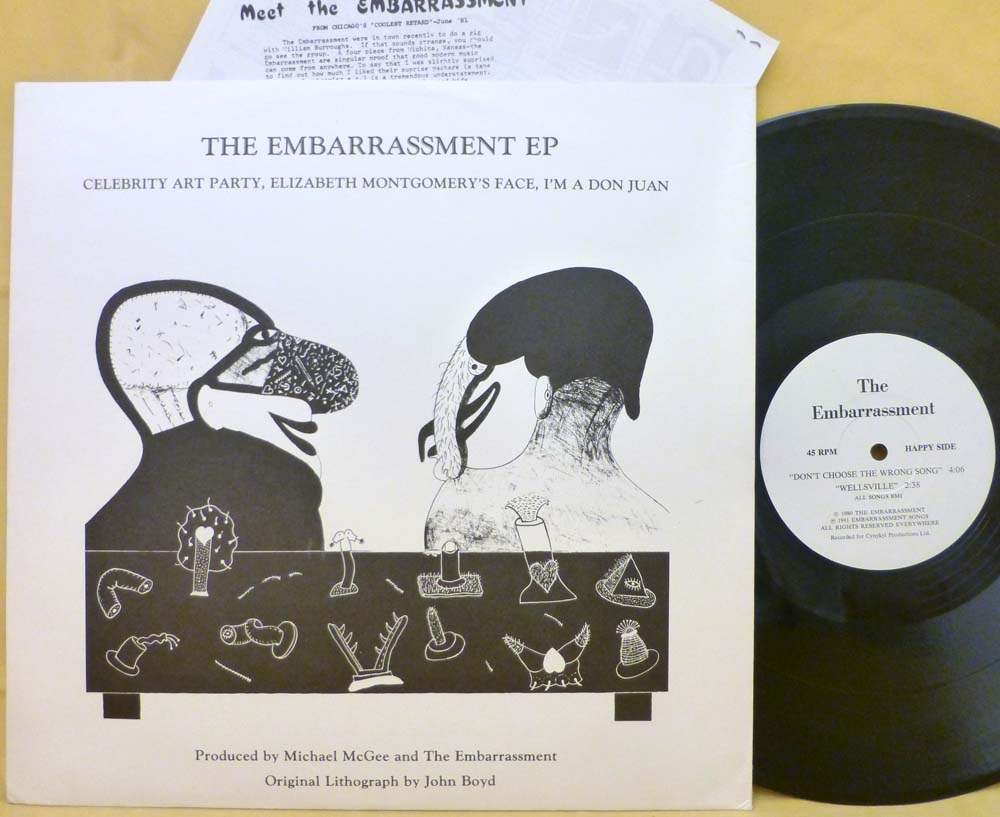 Meet the EMBARRASSMENT
FROM CHICAGO'S "COOLEST RETARD"-June '81
The Embarrassment were in town recently to do a gig
with William Burroughs. If that sounds strange, you should
go see the group. A four piece from Wichita, Kansas-the
Embarrassment are singular proof that good modern music
can come from anywhere. To say that I was slightly suprised
to find out how much I liked their suprise package is
is a tremendous understatement.
THE EMBARRASSMENT EP
CELEBRITY ART PARTY, ELIZABETH MONTGOMERY'S FACE, I'M A DON JUAN
Produced by Michael McGee and The Embarrassment
Original Lithograph by John Boyd
The
Embarrassment
45 RPM HAPPY SIDE
"DON'T CHOOSE THE WRONG SONG" 4:06
"WELLSVILLE" 2:38
ALL SONGS BMI
© 1980 THE EMBARRASSMENT
℗ 1981 EMBARRASSMENT SONGS
ALL RIGHTS RESERVED EVERYWHERE
Recorded for Cynykyl Productions Ltd.